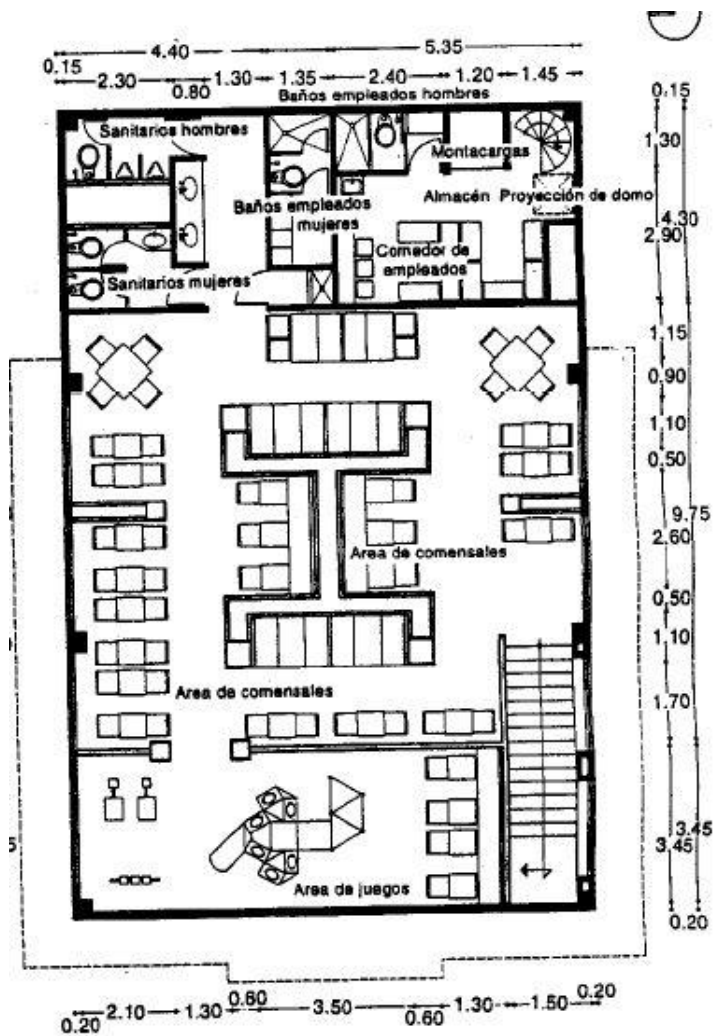 4.40 5.35
0.15 2.30 0.80 1.30 1.35 2.40 1.20 1.45 0.15
Baños empleados hombres
Sanitarios hombres
1.30
Montacargas
Almacén Proyección de domo
Baños empleados
mujeres
4.30
2.90
Comedor de
empleados
Sanitarios mujeres
1.15
0.90
1.10
0.50
9.75
2.60
Area de comensales
0.50
1.10
Area de comensales
1.70
3.45
3.45
Area de juegos
0.20
0.20 2.10 1.30 0.60 3.50 0.60 1.30 1.50 0.20